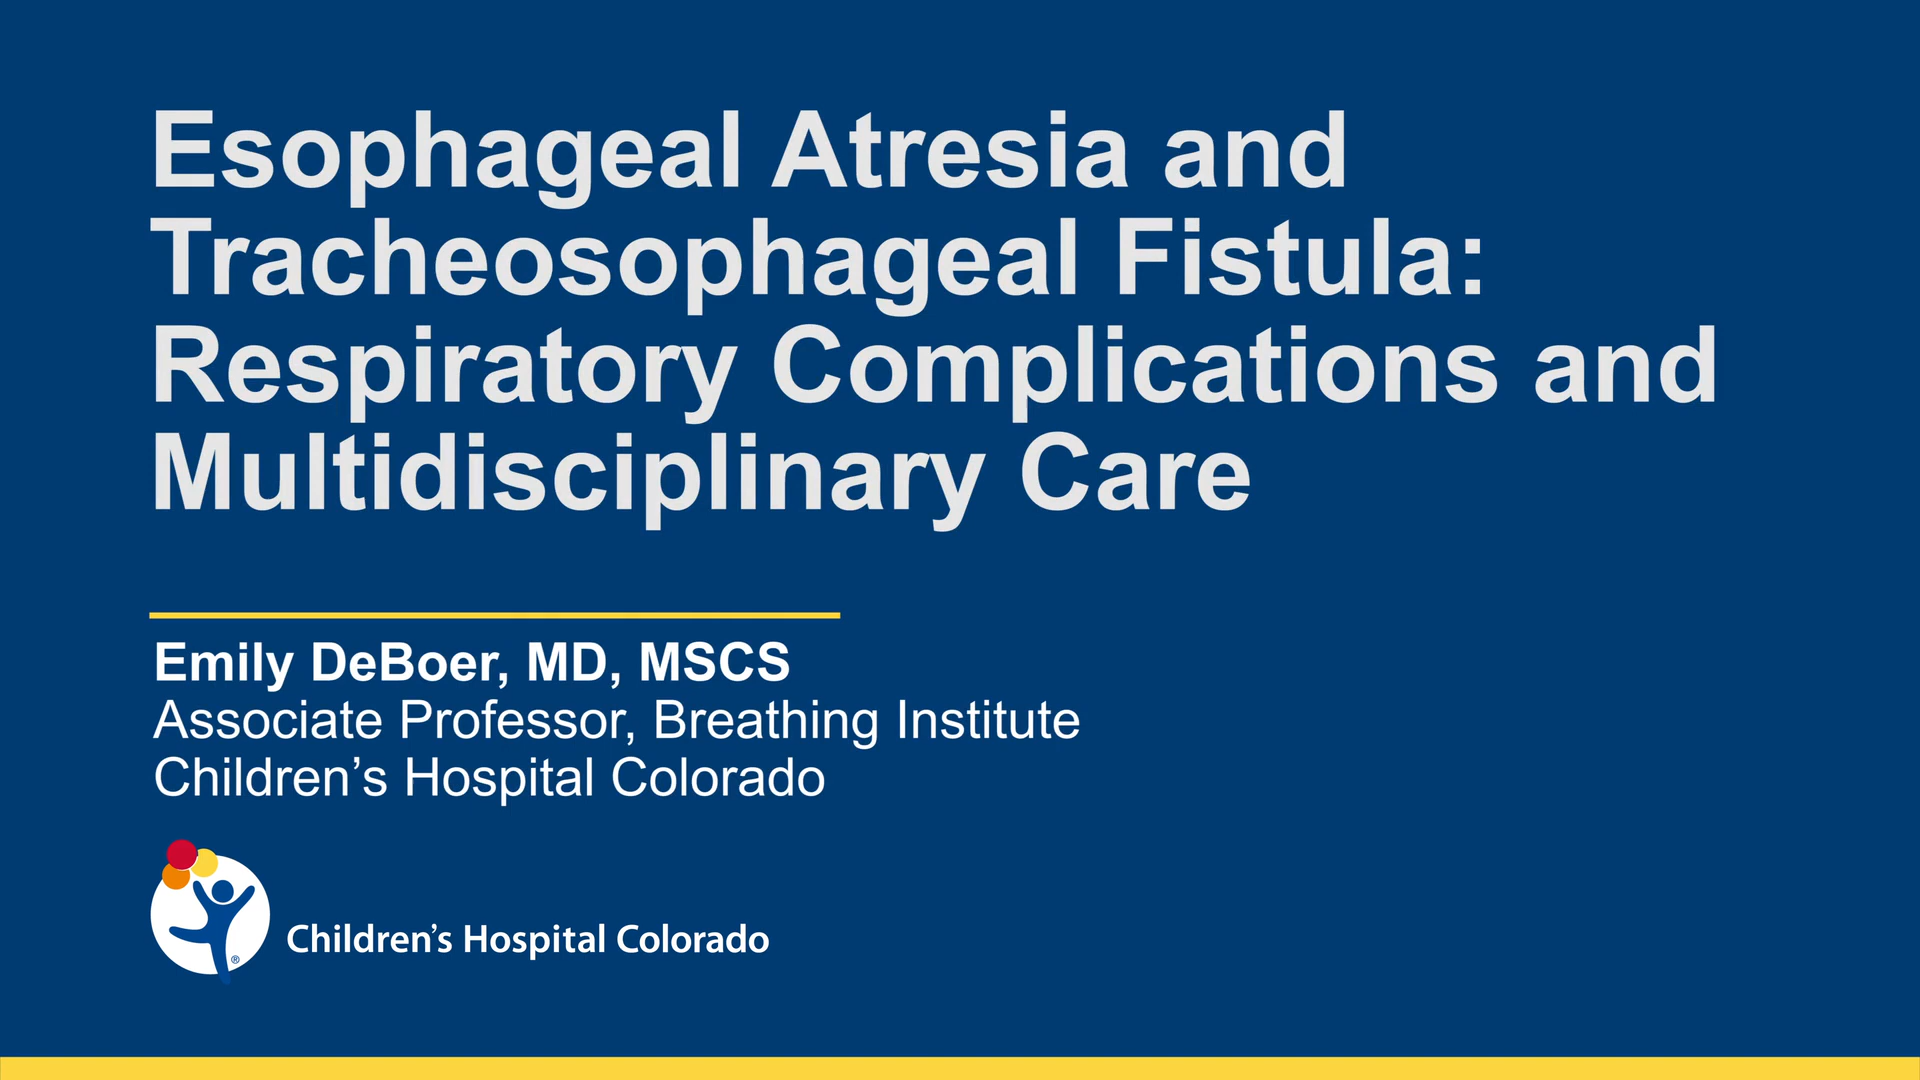 Esophageal Atresia and
Tracheosophageal Fistula:
Respiratory Complications and
Multidisciplinary Care
Emily DeBoer, MD, MSCS
Associate Professor, Breathing Institute
Children’s Hospital Colorado
®
Children’s Hospital Colorado